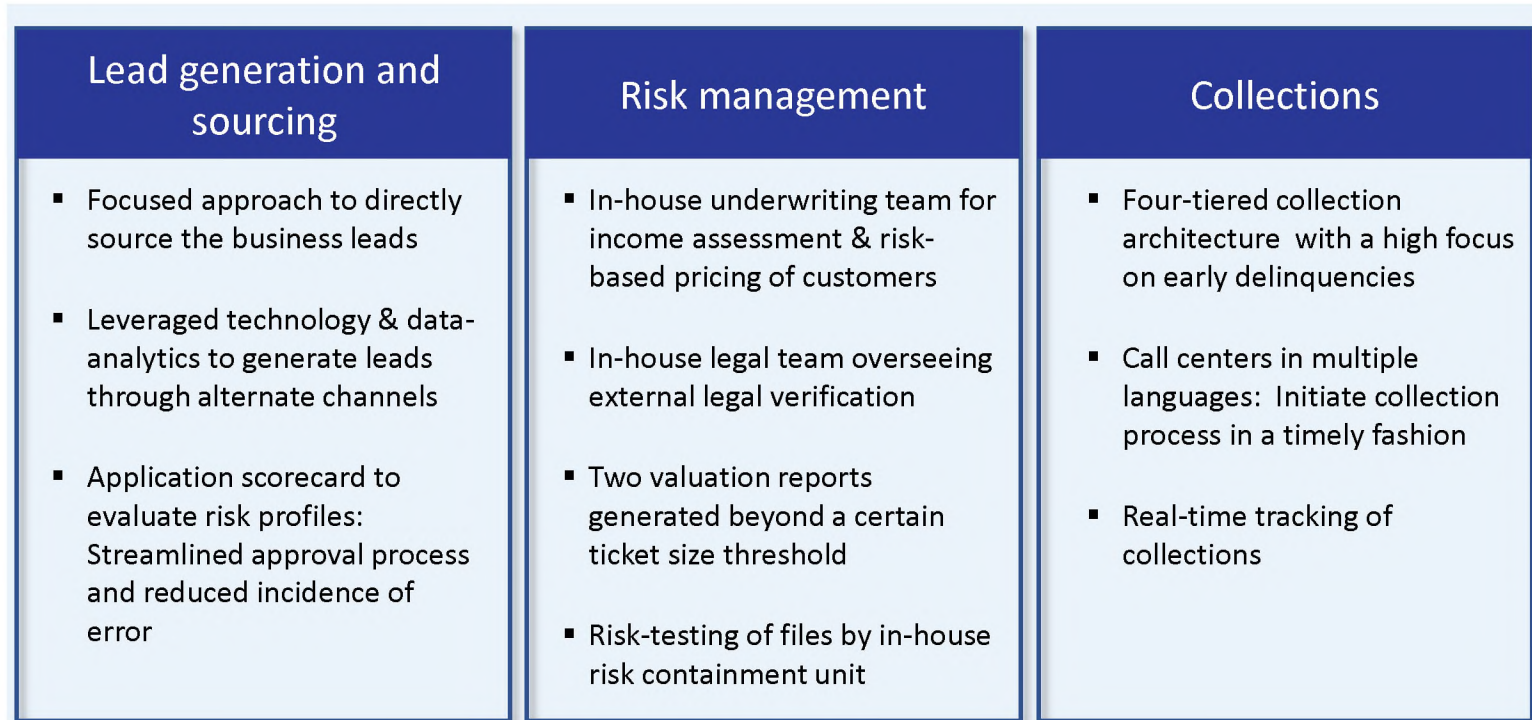 Lead generation and
sourcing
▪ Focused approach to directly
source the business leads
▪ Leveraged technology & data-
analytics to generate leads
through alternate channels
▪ Application scorecard to
evaluate risk profiles:
Streamlined approval process
and reduced incidence of
error
Risk management
▪ In-house underwriting team for
income assessment & risk-
based pricing of customers
▪ In-house legal team overseeing
external legal verification
▪ Two valuation reports
generated beyond a certain
ticket size threshold
▪ Risk-testing of files by in-house
risk containment unit
Collections
▪ Four-tiered collection
architecture with a high focus
on early delinquencies
▪ Call centers in multiple
languages: Initiate collection
process in a timely fashion
▪ Real-time tracking of
collections